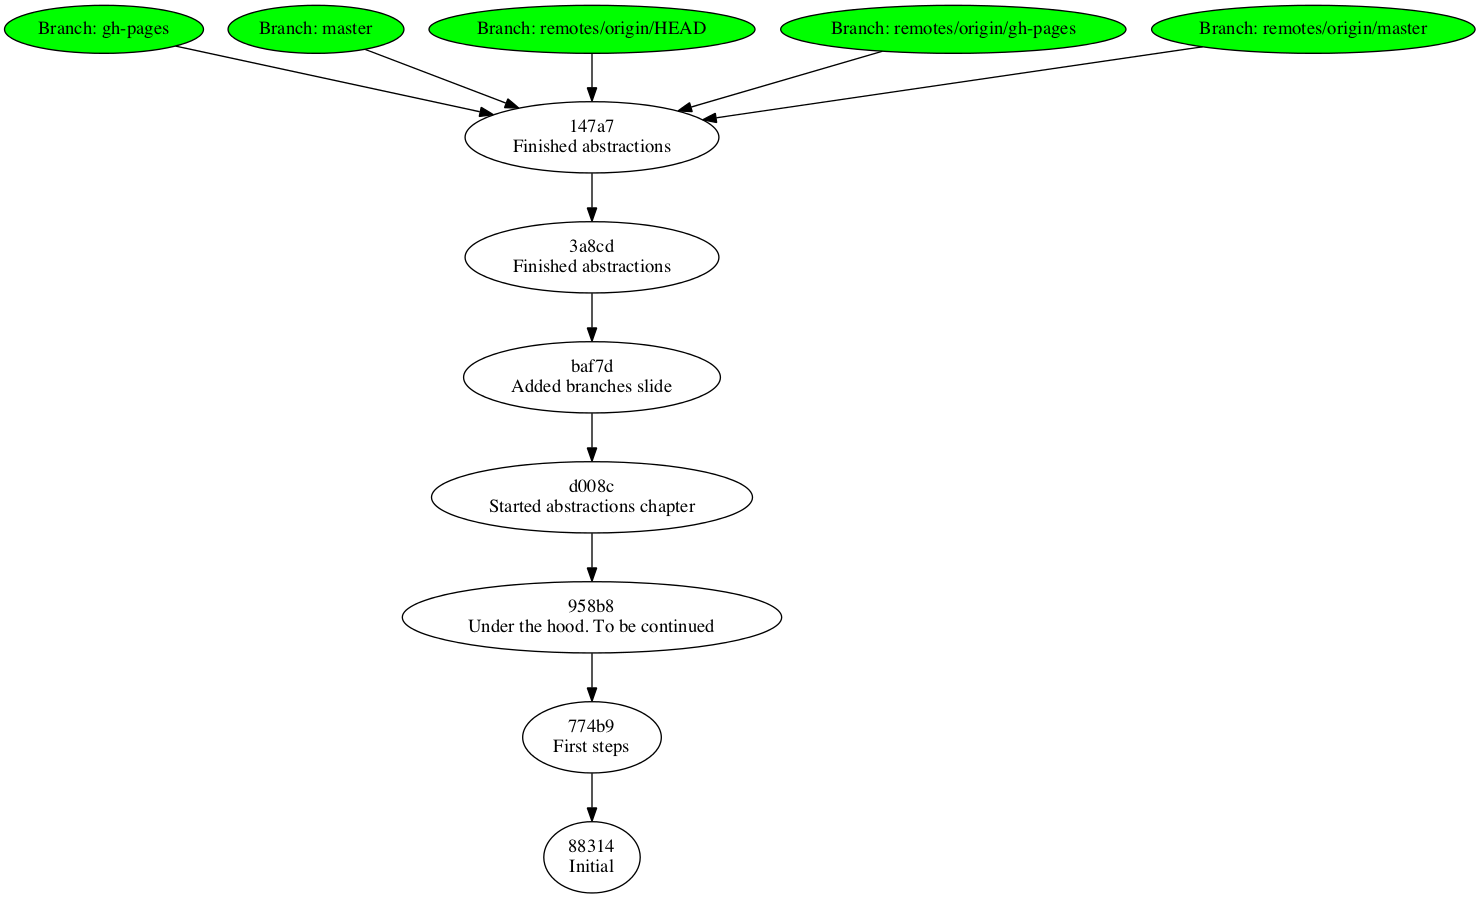 Branch: gh-pages
Branch: master
Branch: remotes/origin/HEAD
Branch: remotes/origin/gh-pages
Branch: remotes/origin/master
147a7
Finished abstractions
3a8cd
Finished abstractions
baf7d
Added branches slide
d008c
Started abstractions chapter
958b8
Under the hood. To be continued
774b9
First steps
88314
Initial